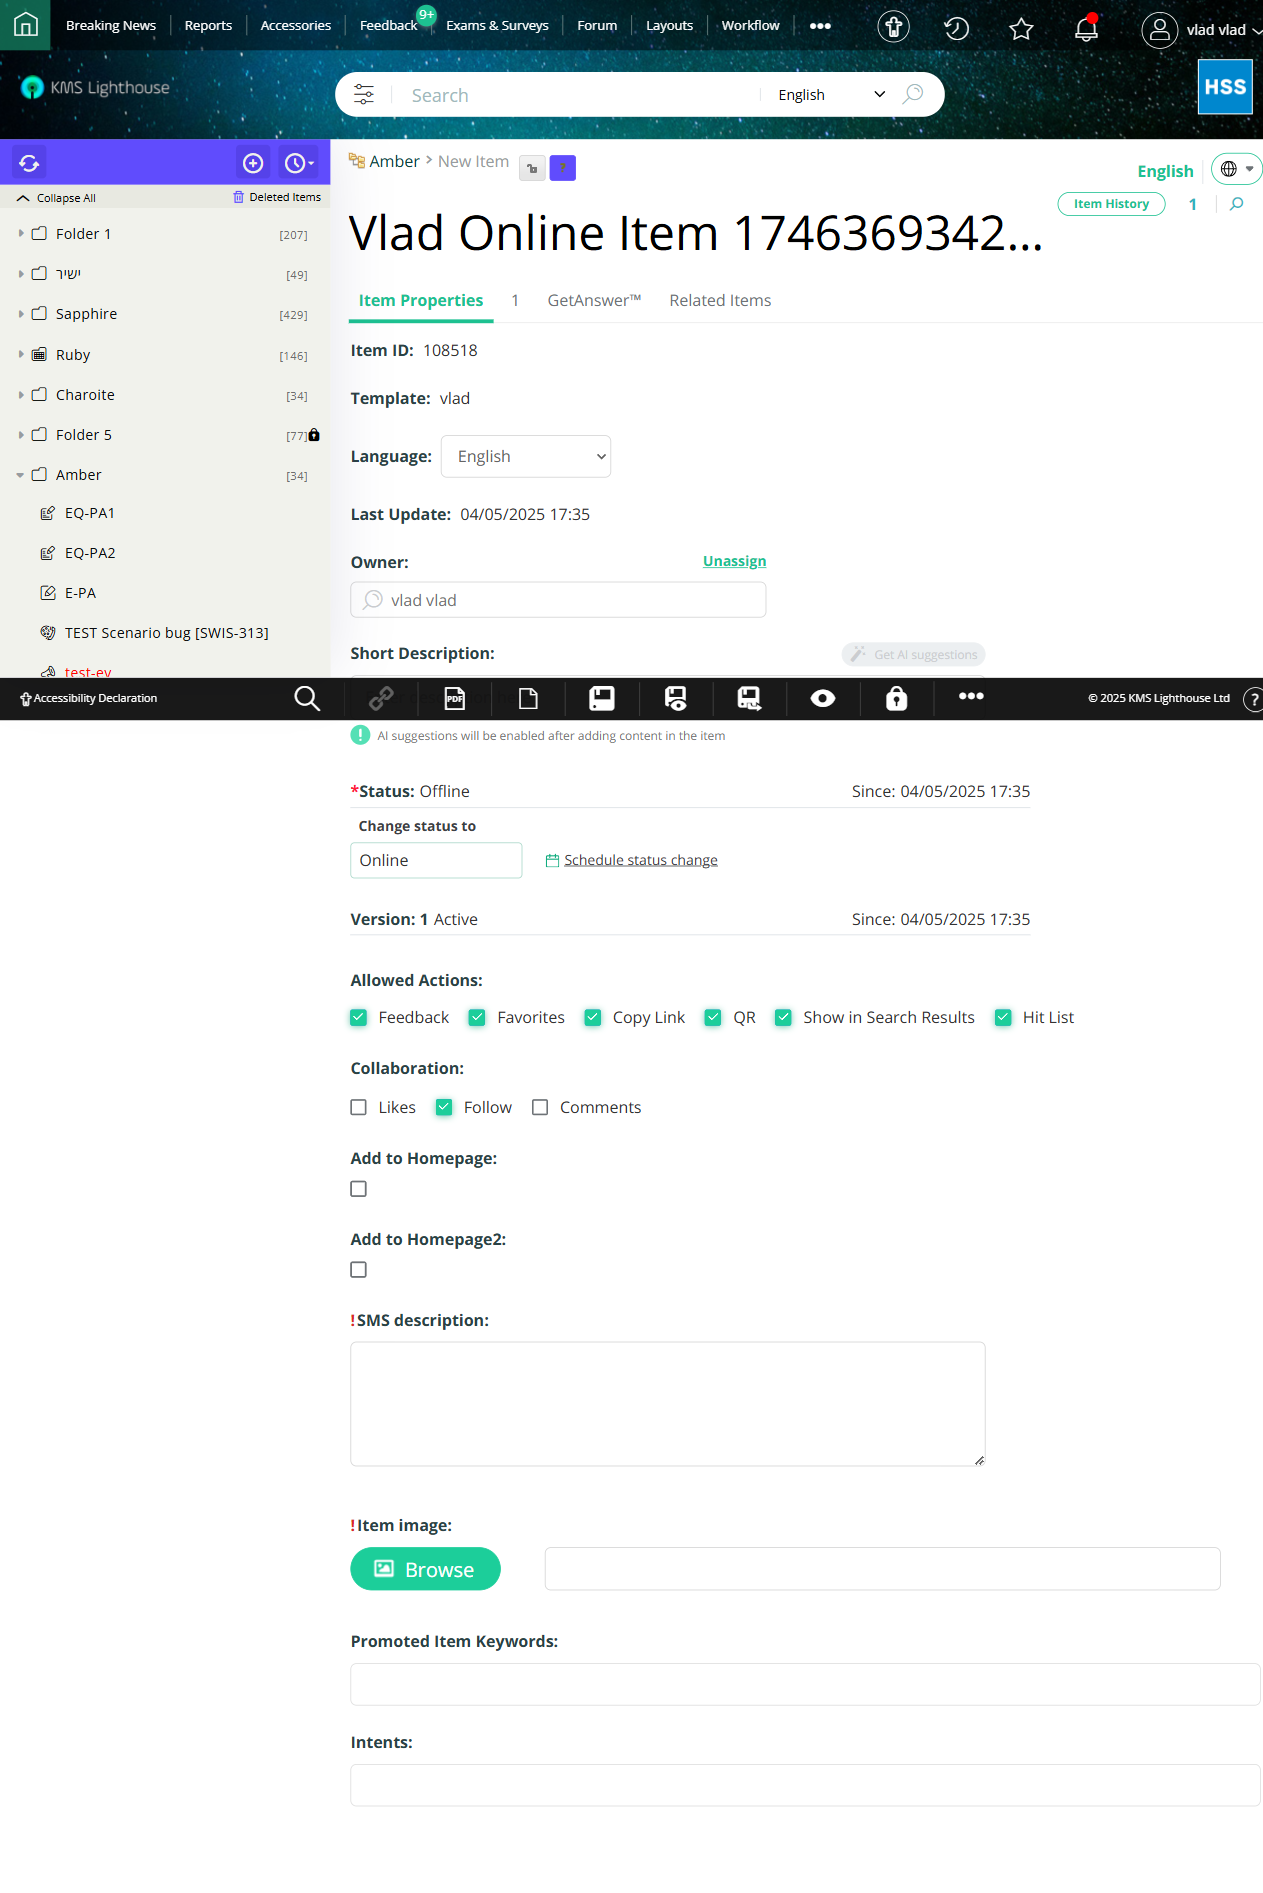 Breaking News
Reports
Accessories
Feedback
9+
Exams & Surveys
Forum
Layouts
Workflow
vlad vlad
KMS Lighthouse
Search
English
HSS
Collapse All
Deleted Items
Folder 1
[207]
ישיר
[49]
Sapphire
[429]
Ruby
[146]
Charoite
[34]
Folder 5
[77]
Amber
[34]
EQ-PA1
EQ-PA2
E-PA
TEST Scenario bug [SWIS-313]
test-ev
Amber > New Item
English
Item History
1
Vlad Online Item 1746369342...
Item Properties
1
GetAnswer™
Related Items
Item ID: 108518
Template: vlad
Language: English
Last Update: 04/05/2025 17:35
Owner:
Unassign
vlad vlad
Short Description:
Get AI suggestions
Accessibility Declaration
PDF
© 2025 KMS Lighthouse Ltd
?
AI suggestions will be enabled after adding content in the item
*Status: Offline
Since: 04/05/2025 17:35
Change status to
Online
Schedule status change
Version: 1 Active
Since: 04/05/2025 17:35
Allowed Actions:
Feedback
Favorites
Copy Link
QR
Show in Search Results
Hit List
Collaboration:
Likes
Follow
Comments
Add to Homepage:
Add to Homepage2:
!SMS description:
!Item image:
Browse
Promoted Item Keywords:
Intents: